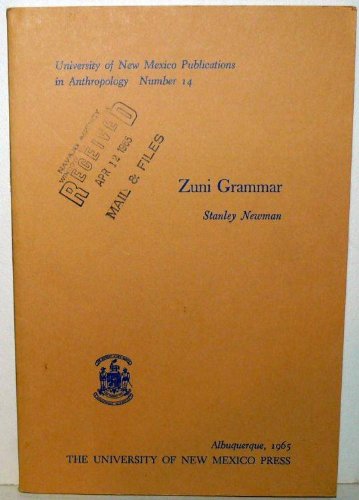 University of New Mexico Publications
in Anthropology Number 14
RECEIVED
APR 12 1965
MAIL & FILES
Zuni Grammar
Stanley Newman
Albuquerque, 1965
THE UNIVERSITY OF NEW MEXICO PRESS